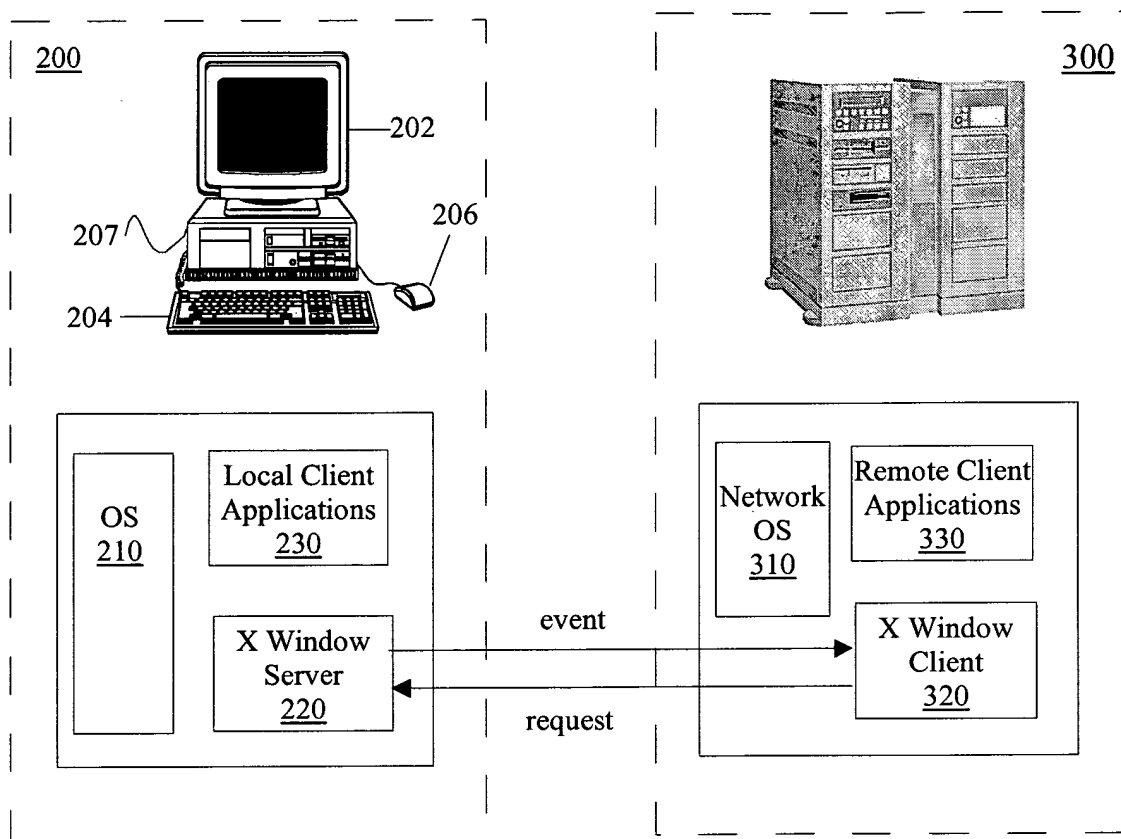 200
202
207
206
204
OS
210
Local Client
Applications
230
X Window
Server
220
event
request
300
Network
OS
310
Remote Client
Applications
330
X Window
Client
320